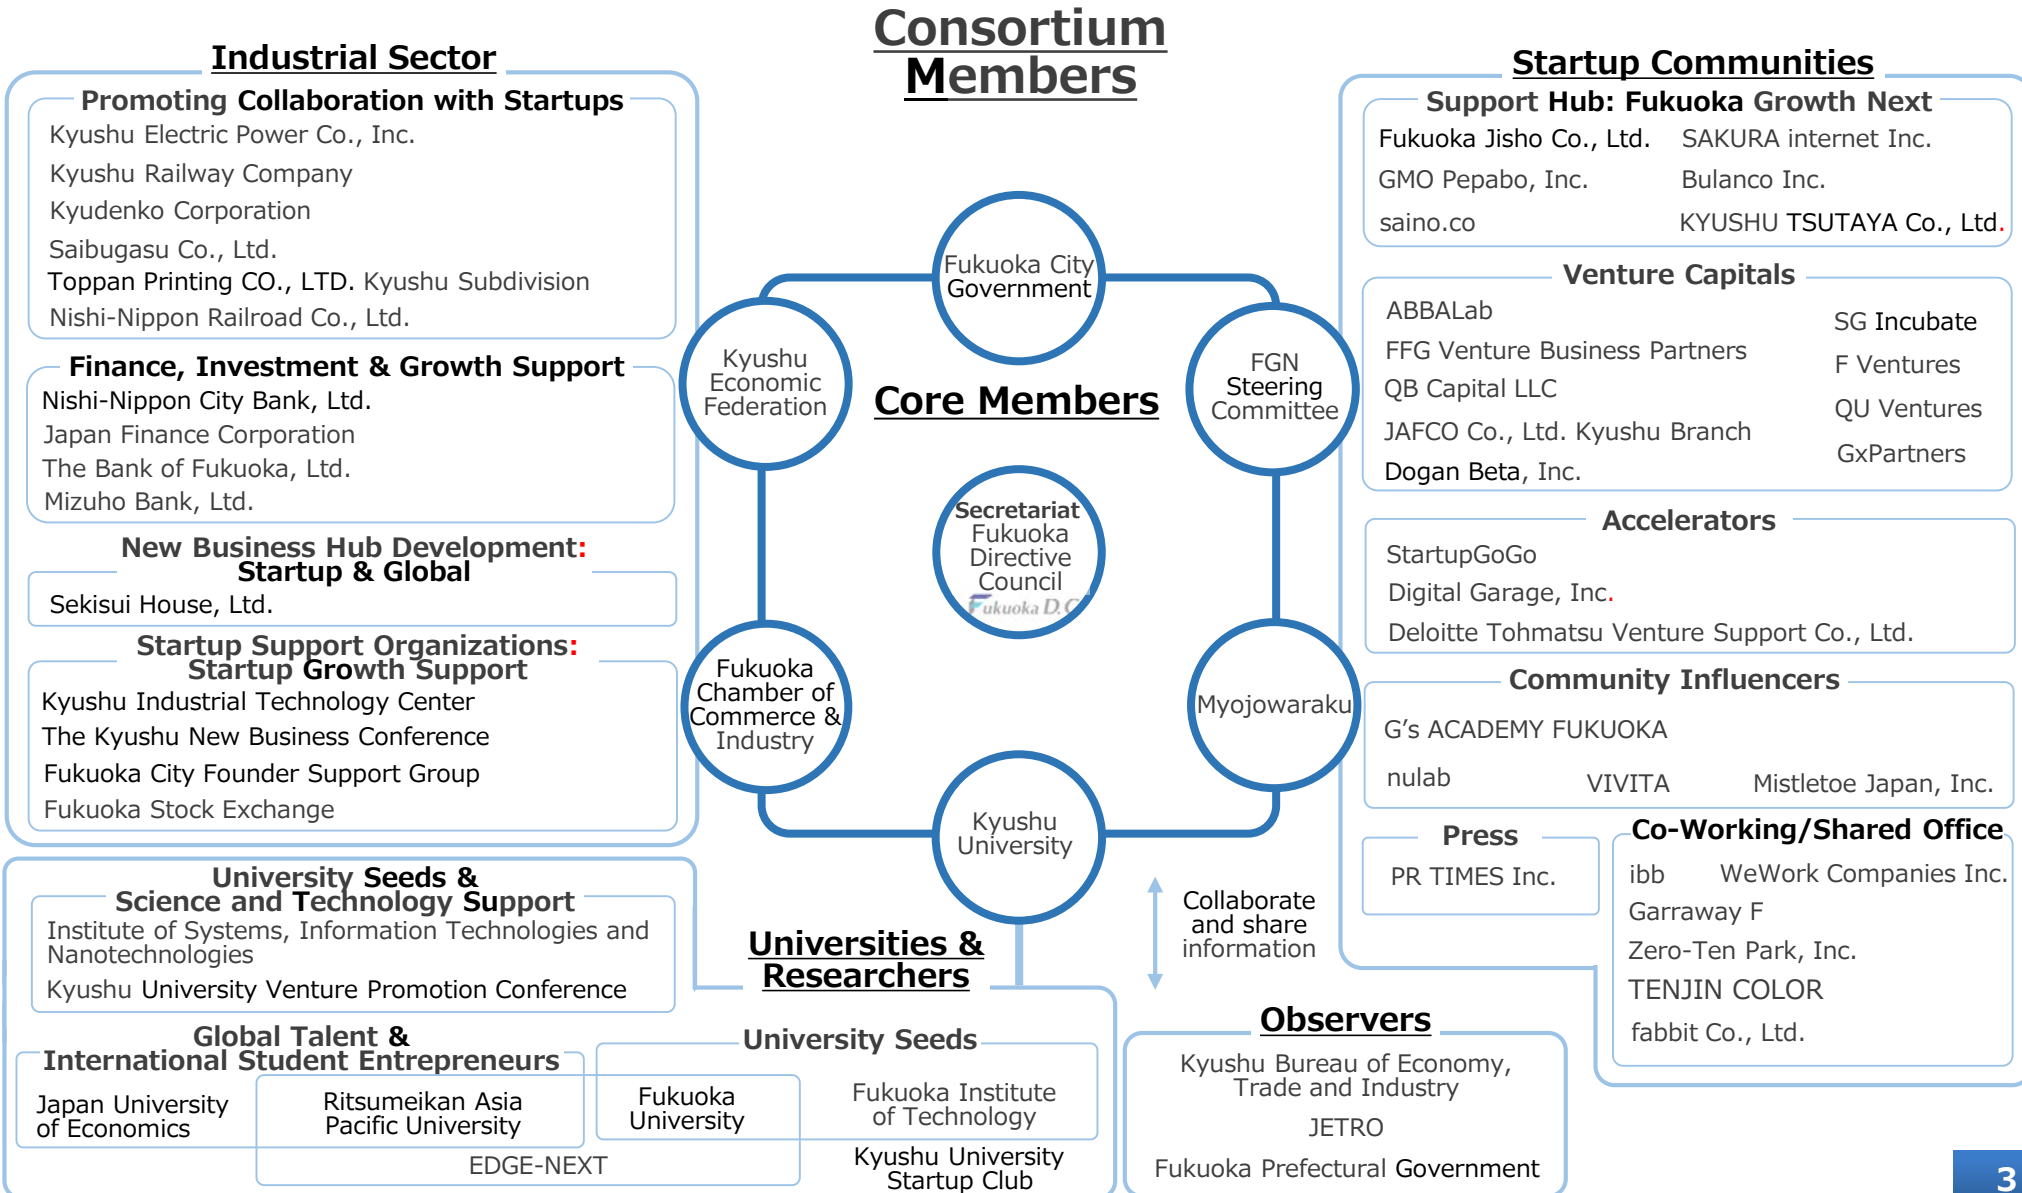 Consortium
Members
Industrial Sector
Promoting Collaboration with Startups
Kyushu Electric Power Co., Inc.
Kyushu Railway Company
Kyudenko Corporation
Saibugasu Co., Ltd.
Toppan Printing CO., LTD. Kyushu Subdivision
Nishi-Nippon Railroad Co., Ltd.
Finance, Investment & Growth Support
Nishi-Nippon City Bank, Ltd.
Japan Finance Corporation
The Bank of Fukuoka, Ltd.
Mizuho Bank, Ltd.
New Business Hub Development:
Startup & Global
Sekisui House, Ltd.
Startup Support Organizations:
Startup Growth Support
Kyushu Industrial Technology Center
The Kyushu New Business Conference
Fukuoka City Founder Support Group
Fukuoka Stock Exchange
Core Members
Fukuoka City
Government
Kyushu
Economic
Federation
FGN
Steering
Committee
Secretariat
Fukuoka
Directive
Council
Fukuoka D.C
Fukuoka
Chamber of
Commerce &
Industry
Myojowaraku
Kyushu
University
Collaborate
and share
information
Startup Communities
Support Hub: Fukuoka Growth Next
Fukuoka Jisho Co., Ltd. SAKURA internet Inc.
GMO Pepabo, Inc. Bulanco Inc.
saino.co KYUSHU TSUTAYA Co., Ltd.
Venture Capitals
ABBALab
FFG Venture Business Partners
QB Capital LLC
JAFCO Co., Ltd. Kyushu Branch
Dogan Beta, Inc.
SG Incubate
F Ventures
QU Ventures
GxPartners
Accelerators
StartupGoGo
Digital Garage, Inc.
Deloitte Tohmatsu Venture Support Co., Ltd.
Community Influencers
G's ACADEMY FUKUOKA
nulab VIVITA Mistletoe Japan, Inc.
Press
PR TIMES Inc.
Co-Working/Shared Office
ibb WeWork Companies Inc.
Garraway F
Zero-Ten Park, Inc.
TENJIN COLOR
fabbit Co., Ltd.
Universities &
Researchers
University Seeds &
Science and Technology Support
Institute of Systems, Information Technologies and
Nanotechnologies
Kyushu University Venture Promotion Conference
Global Talent &
International Student Entrepreneurs
Japan University
of Economics
Ritsumeikan Asia
Pacific University
EDGE-NEXT
University Seeds
Fukuoka
University
Fukuoka Institute
of Technology
Kyushu University
Startup Club
Observers
Kyushu Bureau of Economy,
Trade and Industry
JETRO
Fukuoka Prefectural Government
3